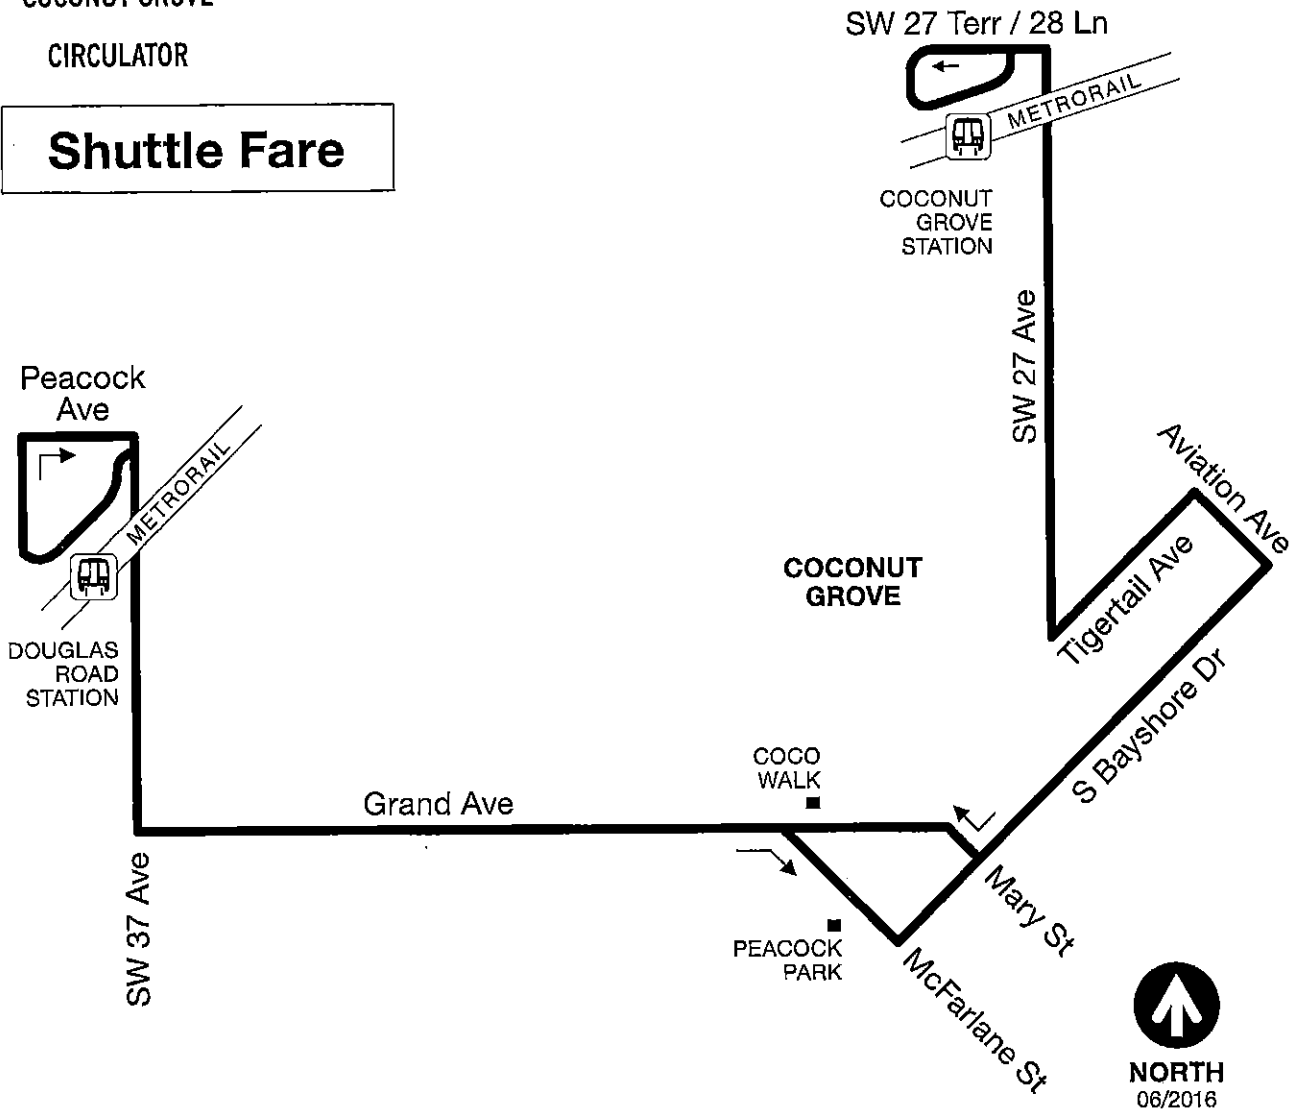 COCONUT GROVE
CIRCULATOR
Shuttle Fare
SW 27 Terr / 28 Ln
METRORAIL
COCONUT
GROVE
STATION
SW 27 Ave
Peacock
Ave
METRORAIL
DOUGLAS
ROAD
STATION
Aviation Ave
Tigertail Ave
COCONUT
GROVE
S Bayshore Dr
COCO
WALK
Grand Ave
SW 37 Ave
Mary St
PEACOCK
PARK
McFarlane St
NORTH
06/2016